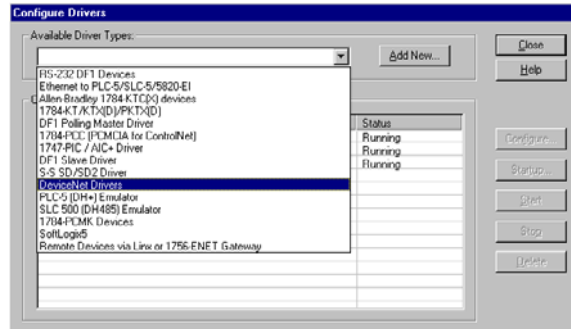 Configure Drivers
Available Driver Types:
Add New...
Close
Help
RS-232 DF1 Devices
Ethernet to PLC-5/SLC-5/5820-EI
Allen-Bradley 1784-KTC(X) devices
1784-KT/KTX(D)/PKTX(D)
DF1 Polling Master Driver
1784-PCC (PCMCIA for ControlNet)
1747-PIC / AIC+ Driver
DF1 Slave Driver
S-S SD/SD2 Driver
DeviceNet Drivers
PLC-5 (DH+) Emulator
SLC 500 (DH485) Emulator
1784-PCMK Devices
SoftLogix5
Remote Devices via Linx or 1756-ENET Gateway
Status
Running
Running
Running
Configure...
Startup...
Start
Stop
Delete